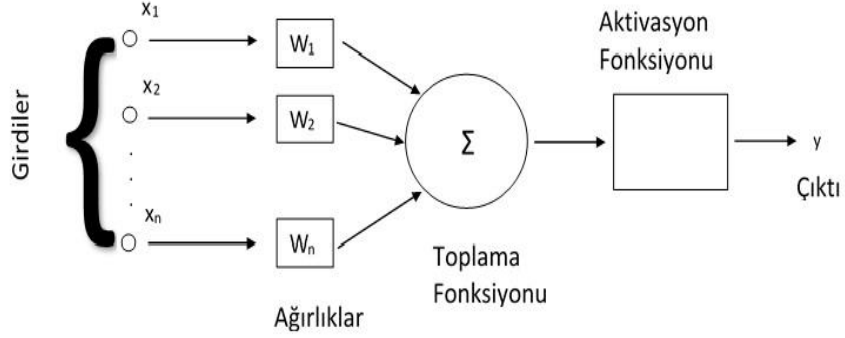 x₁
W₁
Aktivasyon
Fonksiyonu
Girdiler
x₂
W₂
Σ
y
Çıktı
.
.
.
xₙ
Wₙ
Toplama
Fonksiyonu
Ağırlıklar